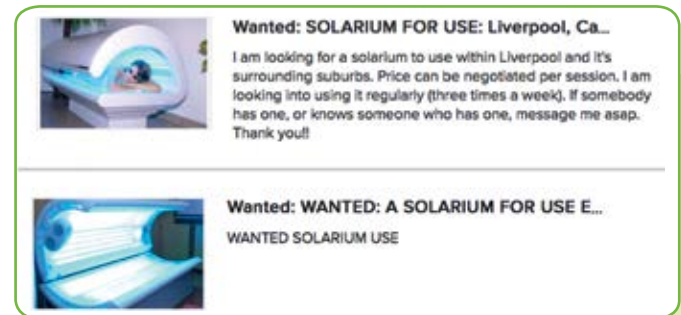 Wanted: SOLARIUM FOR USE: Liverpool, Ca...
I am looking for a solarium to use within Liverpool and it's
surrounding suburbs. Price can be negotiated per session. I am
looking into using it regularly (three times a week). If somebody
has one, or knows someone who has one, message me asap.
Thank you!!
Wanted: WANTED: A SOLARIUM FOR USE E...
WANTED SOLARIUM USE